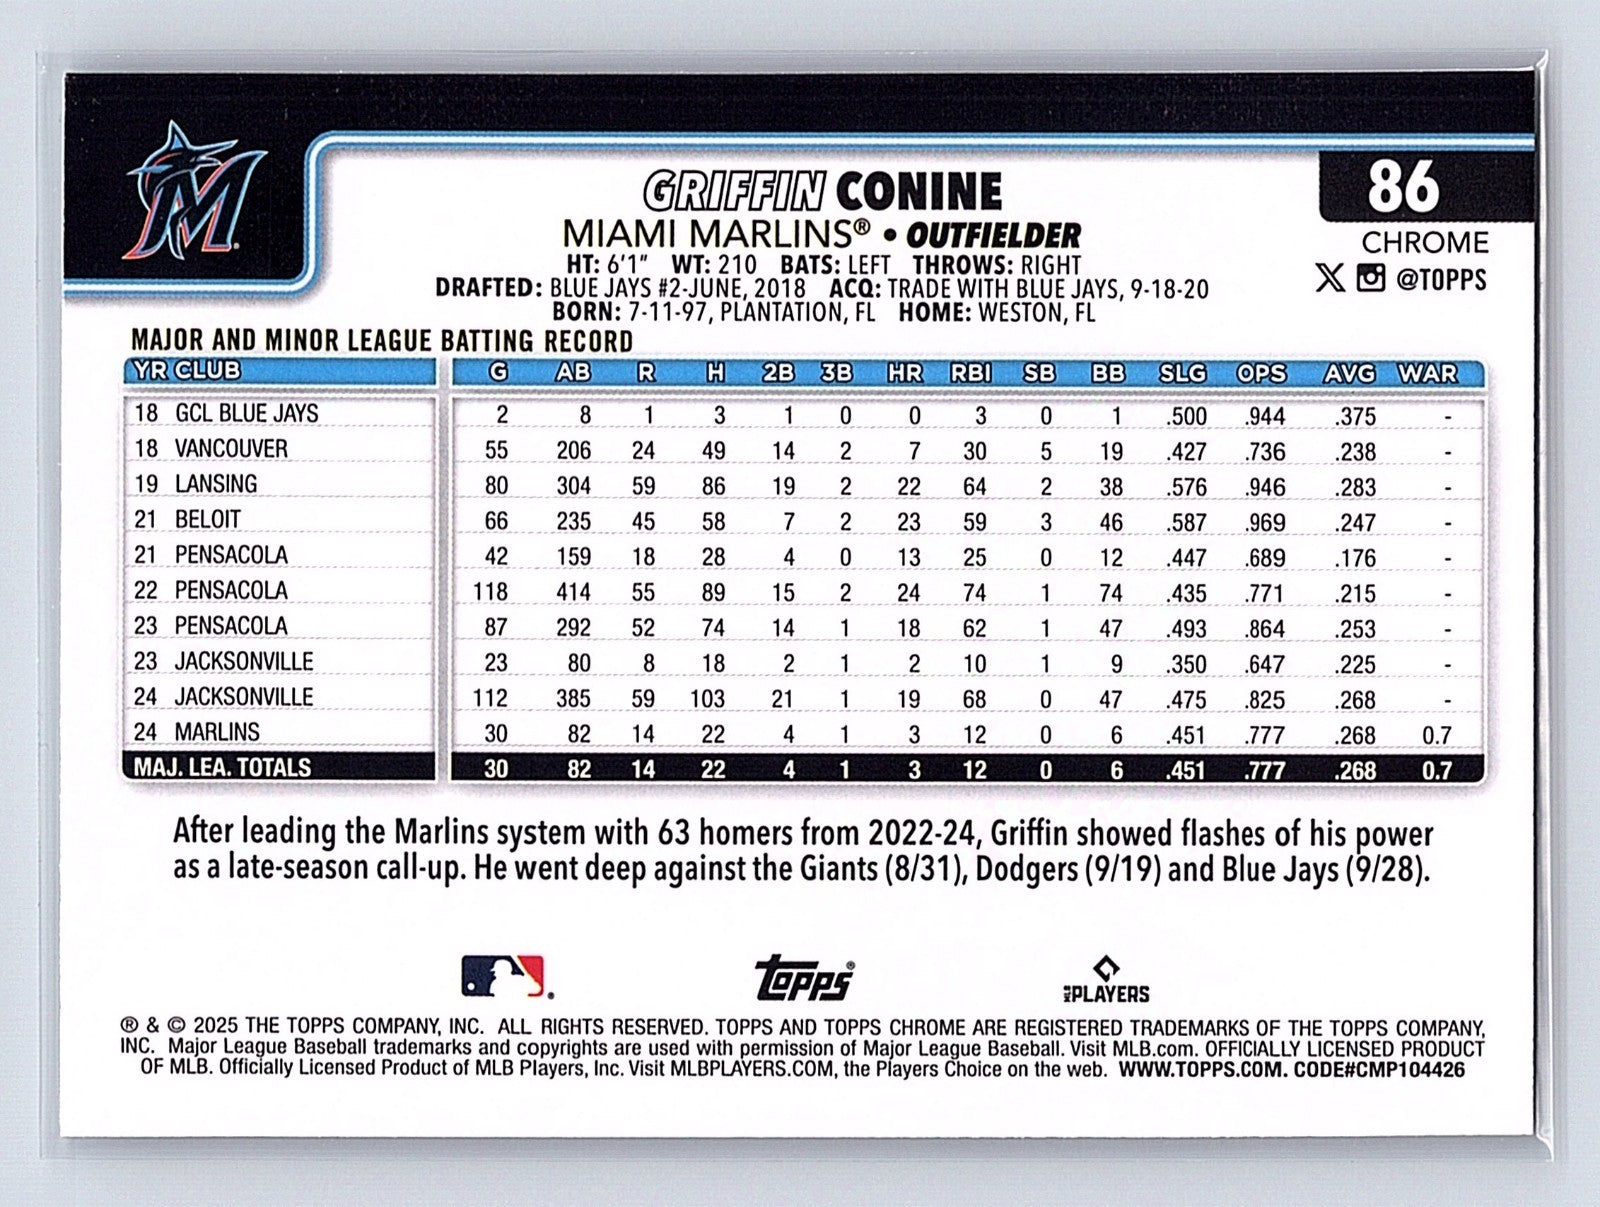 M
86
GRIFFIN CONINE
MIAMI MARLINS® • OUTFIELDER
CHROME
HT: 6'1" WT: 210 BATS: LEFT THROWS: RIGHT
X @TOPPS
DRAFTED: BLUE JAYS #2-JUNE, 2018 ACQ: TRADE WITH BLUE JAYS, 9-18-20
BORN: 7-11-97, PLANTATION, FL HOME: WESTON, FL
MAJOR AND MINOR LEAGUE BATTING RECORD
YR CLUB G AB R H 2B 3B HR RBI SB BB SLG OPS AVG WAR
18 GCL BLUE JAYS 2 8 1 3 1 0 0 3 0 1 .500 .944 .375 -
18 VANCOUVER 55 206 24 49 14 2 7 30 5 19 .427 .736 .238 -
19 LANSING 80 304 59 86 19 2 22 64 2 38 .576 .946 .283 -
21 BELOIT 66 235 45 58 7 2 23 59 3 46 .587 .969 .247 -
21 PENSACOLA 42 159 18 28 4 0 13 25 0 12 .447 .689 .176 -
22 PENSACOLA 118 414 55 89 15 2 24 74 1 74 .435 .771 .215 -
23 PENSACOLA 87 292 52 74 14 1 18 62 1 47 .493 .864 .253 -
23 JACKSONVILLE 23 80 8 18 2 1 2 10 1 9 .350 .647 .225 -
24 JACKSONVILLE 112 385 59 103 21 1 19 68 0 47 .475 .825 .268 -
24 MARLINS 30 82 14 22 4 1 3 12 0 6 .451 .777 .268 0.7
MAJ. LEA. TOTALS 30 82 14 22 4 1 3 12 0 6 .451 .777 .268 0.7
After leading the Marlins system with 63 homers from 2022-24, Griffin showed flashes of his power
as a late-season call-up. He went deep against the Giants (8/31), Dodgers (9/19) and Blue Jays (9/28).
topps® MLB PLAYERS
® & © 2025 THE TOPPS COMPANY, INC. ALL RIGHTS RESERVED. TOPPS AND TOPPS CHROME ARE REGISTERED TRADEMARKS OF THE TOPPS COMPANY,
INC. Major League Baseball trademarks and copyrights are used with permission of Major League Baseball. Visit MLB.com. OFFICIALLY LICENSED PRODUCT
OF MLB. Officially Licensed Product of MLB Players, Inc. Visit MLBPLAYERS.COM, the Players Choice on the web. WWW.TOPPS.COM. CODE#CMP104426